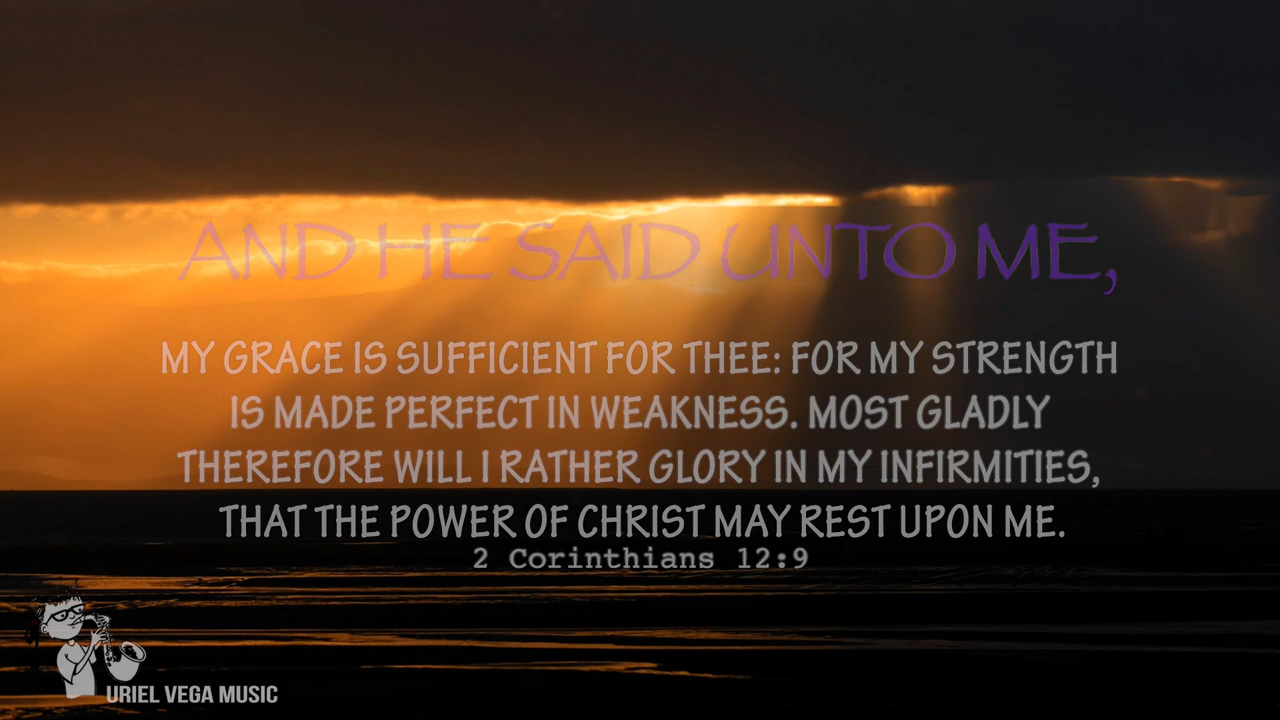 AND HE SAID UNTO ME,
MY GRACE IS SUFFICIENT FOR THEE: FOR MY STRENGTH
IS MADE PERFECT IN WEAKNESS. MOST GLADLY
THEREFORE WILL I RATHER GLORY IN MY INFIRMITIES,
THAT THE POWER OF CHRIST MAY REST UPON ME.
2 Corinthians 12:9
URIEL VEGA MUSIC